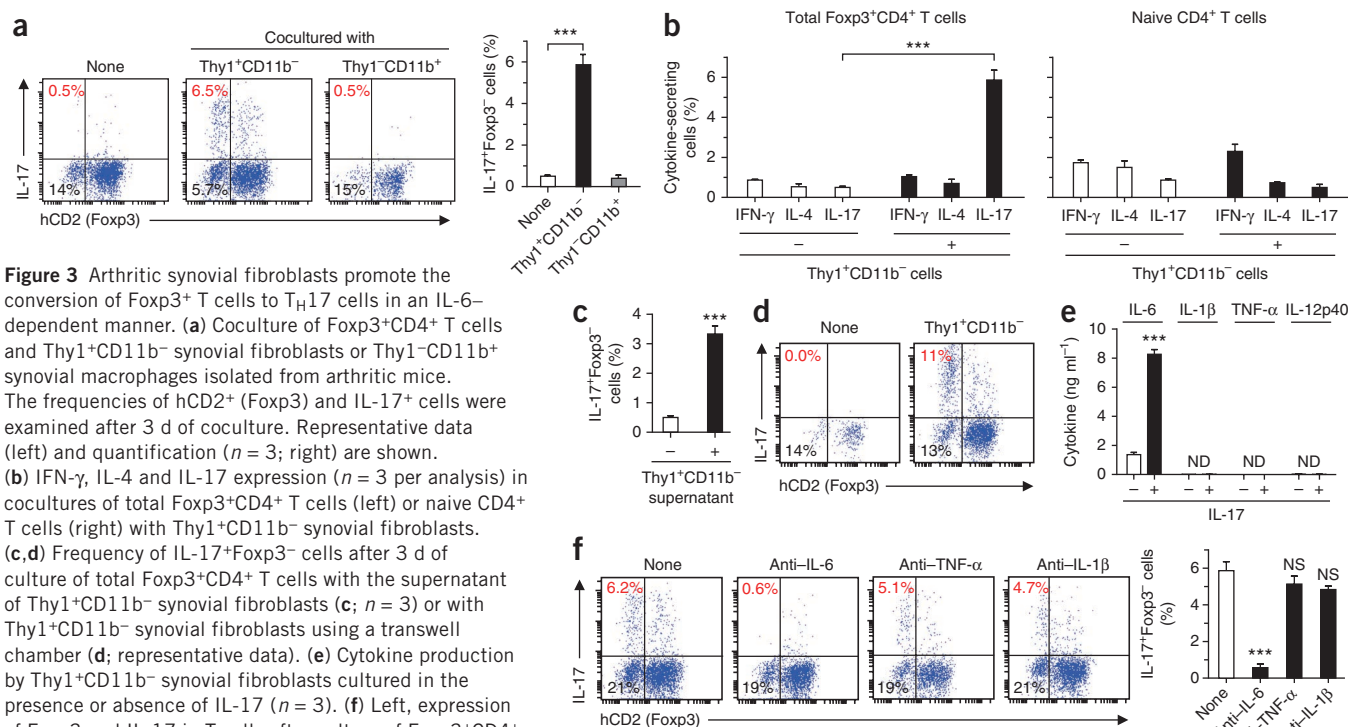 a
Cocultured with
None
Thy1+CD11b–
Thy1–CD11b+
0.5%
6.5%
0.5%
14%
5.7%
15%
IL-17
hCD2 (Foxp3)
IL-17+Foxp3– cells (%)
6
4
2
0
***
None
Thy1+CD11b–
Thy1–CD11b+
b
Total Foxp3+CD4+ T cells
Naive CD4+ T cells
***
Cytokine-secreting
cells (%)
6
4
2
0
6
4
2
0
IFN-γ IL-4 IL-17 IFN-γ IL-4 IL-17
– +
Thy1+CD11b– cells
IFN-γ IL-4 IL-17 IFN-γ IL-4 IL-17
– +
Thy1+CD11b– cells
Figure 3 Arthritic synovial fibroblasts promote the
conversion of Foxp3+ T cells to TH17 cells in an IL-6–
dependent manner. (a) Coculture of Foxp3+CD4+ T cells
and Thy1+CD11b– synovial fibroblasts or Thy1–CD11b+
synovial macrophages isolated from arthritic mice.
The frequencies of hCD2+ (Foxp3) and IL-17+ cells were
examined after 3 d of coculture. Representative data
(left) and quantification (n = 3; right) are shown.
(b) IFN-γ, IL-4 and IL-17 expression (n = 3 per analysis) in
cocultures of total Foxp3+CD4+ T cells (left) or naive CD4+
T cells (right) with Thy1+CD11b– synovial fibroblasts.
(c,d) Frequency of IL-17+Foxp3– cells after 3 d of
culture of total Foxp3+CD4+ T cells with the supernatant
of Thy1+CD11b– synovial fibroblasts (c; n = 3) or with
Thy1+CD11b– synovial fibroblasts using a transwell
chamber (d; representative data). (e) Cytokine production
by Thy1+CD11b– synovial fibroblasts cultured in the
presence or absence of IL-17 (n = 3). (f) Left, expression
c
IL-17+Foxp3–
cells (%)
4
3
2
1
0
***
– +
Thy1+CD11b–
supernatant
d
None
Thy1+CD11b–
0.0%
11%
14%
13%
IL-17
hCD2 (Foxp3)
e
IL-6 IL-1β TNF-α IL-12p40
Cytokine (ng ml–1)
10
8
6
4
2
0
***
ND ND ND
– + – + – + – +
IL-17
f
None
Anti–IL-6
Anti–TNF-α
Anti–IL-1β
6.2%
0.6%
5.1%
4.7%
21%
19%
19%
21%
IL-17
hCD2 (Foxp3)
IL-17+Foxp3– cells
(%)
6
4
2
0
***
NS
NS
None